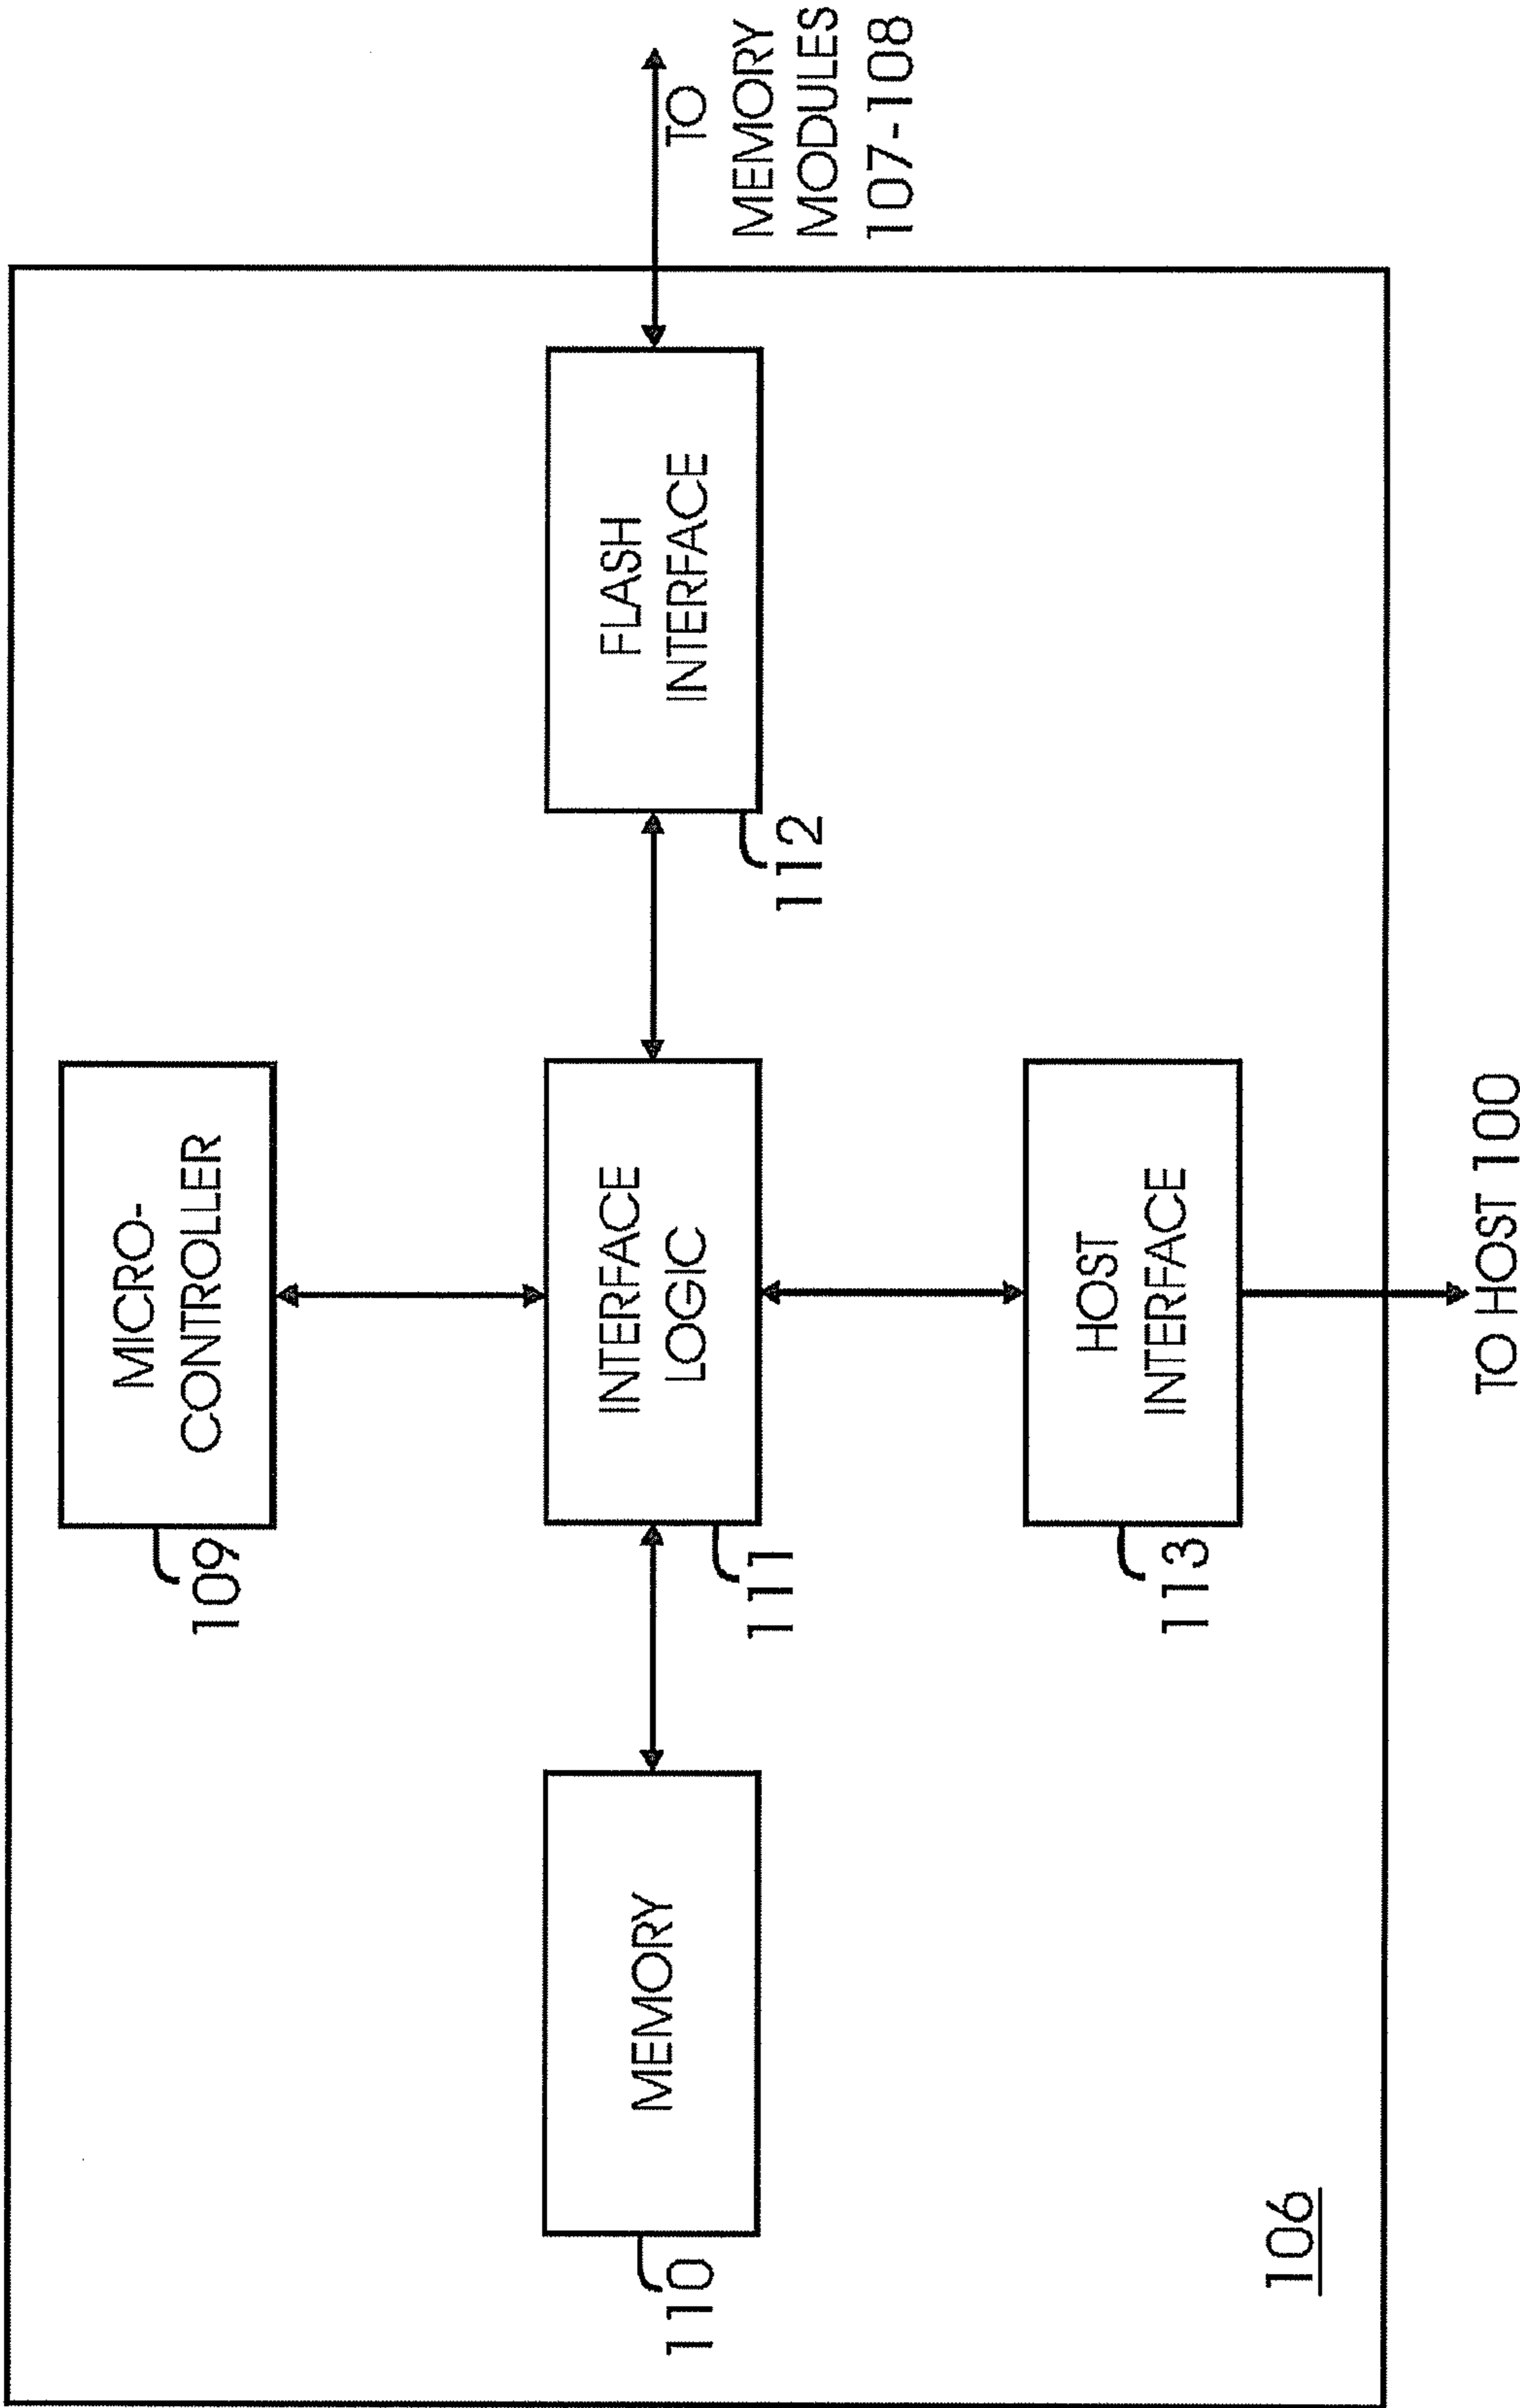 MICRO-
CONTROLLER
109
MEMORY
110
INTERFACE
LOGIC
111
FLASH
INTERFACE
112
TO
MEMORY
MODULES
107-108
HOST
INTERFACE
113
106
TO HOST 100